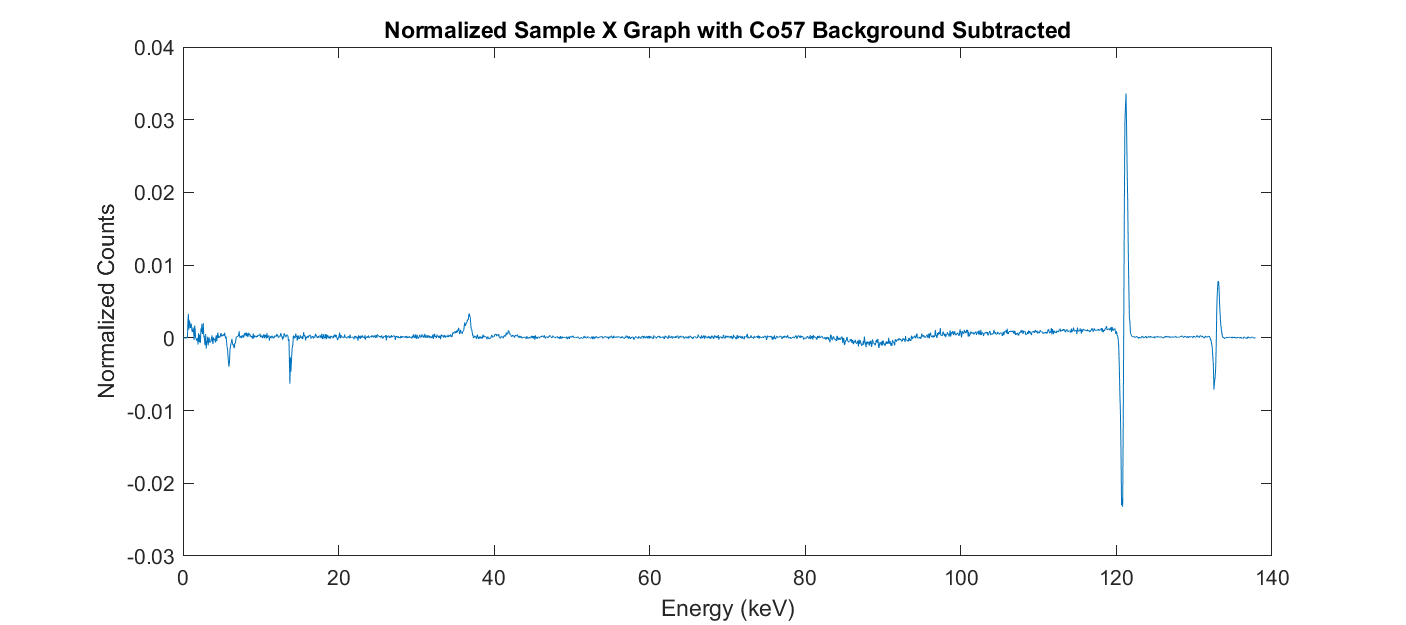 Normalized Sample X Graph with Co57 Background Subtracted
0.04
0.03
0.02
0.01
0
-0.01
-0.02
-0.03
Normalized Counts
0 20 40 60 80 100 120 140
Energy (keV)